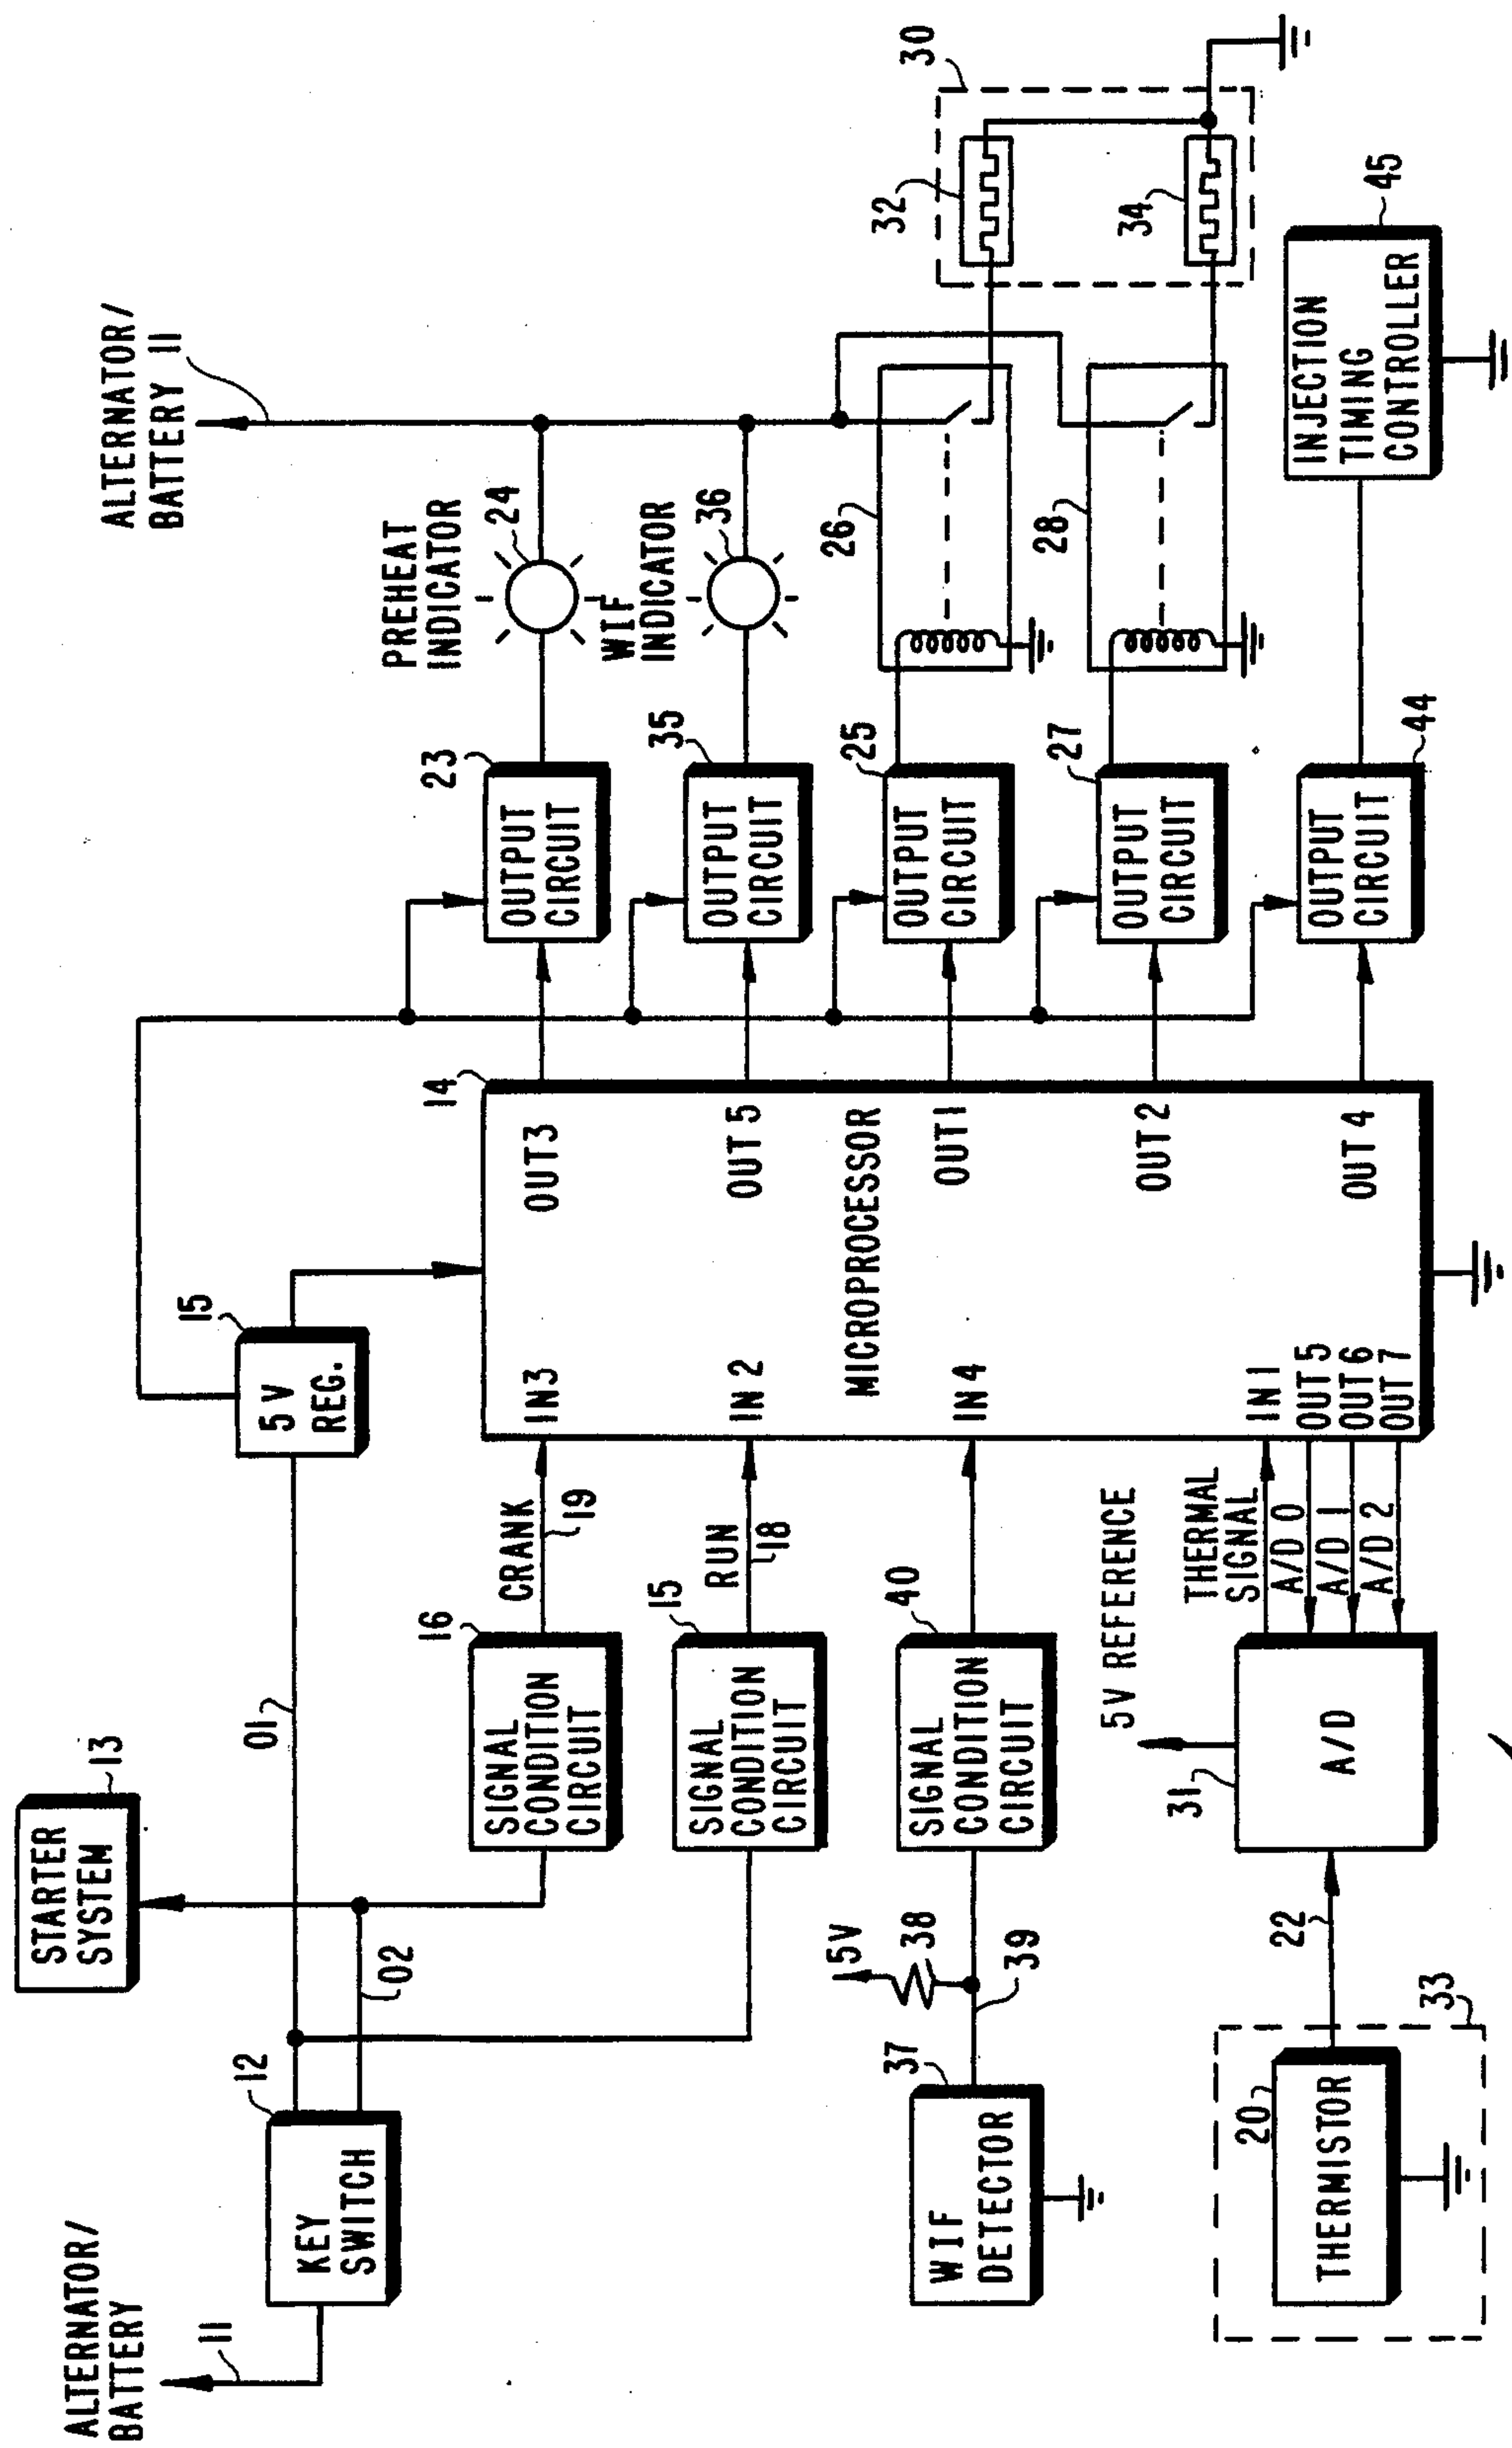 ALTERNATOR/
BATTERY
11
KEY
SWITCH
12
STARTER
SYSTEM
13
01
02
5 V
REG.
15
SIGNAL
CONDITION
CIRCUIT
16
CRANK
19
SIGNAL
CONDITION
CIRCUIT
15
RUN
18
WIF
DETECTOR
37
5V
38
39
SIGNAL
CONDITION
CIRCUIT
40
THERMISTOR
20
33
22
A/D
31
5V REFERENCE
THERMAL
SIGNAL
A/D 0
A/D 1
A/D 2
MICROPROCESSOR
14
IN3
IN 2
IN 4
IN 1
OUT 5
OUT 6
OUT 7
OUT3
OUT 5
OUT1
OUT 2
OUT 4
OUTPUT
CIRCUIT
23
OUTPUT
CIRCUIT
35
OUTPUT
CIRCUIT
25
OUTPUT
CIRCUIT
27
OUTPUT
CIRCUIT
44
PREHEAT
INDICATOR
24
WIF
INDICATOR
36
ALTERNATOR/
BATTERY 11
26
28
30
32
34
INJECTION
TIMING
CONTROLLER
45